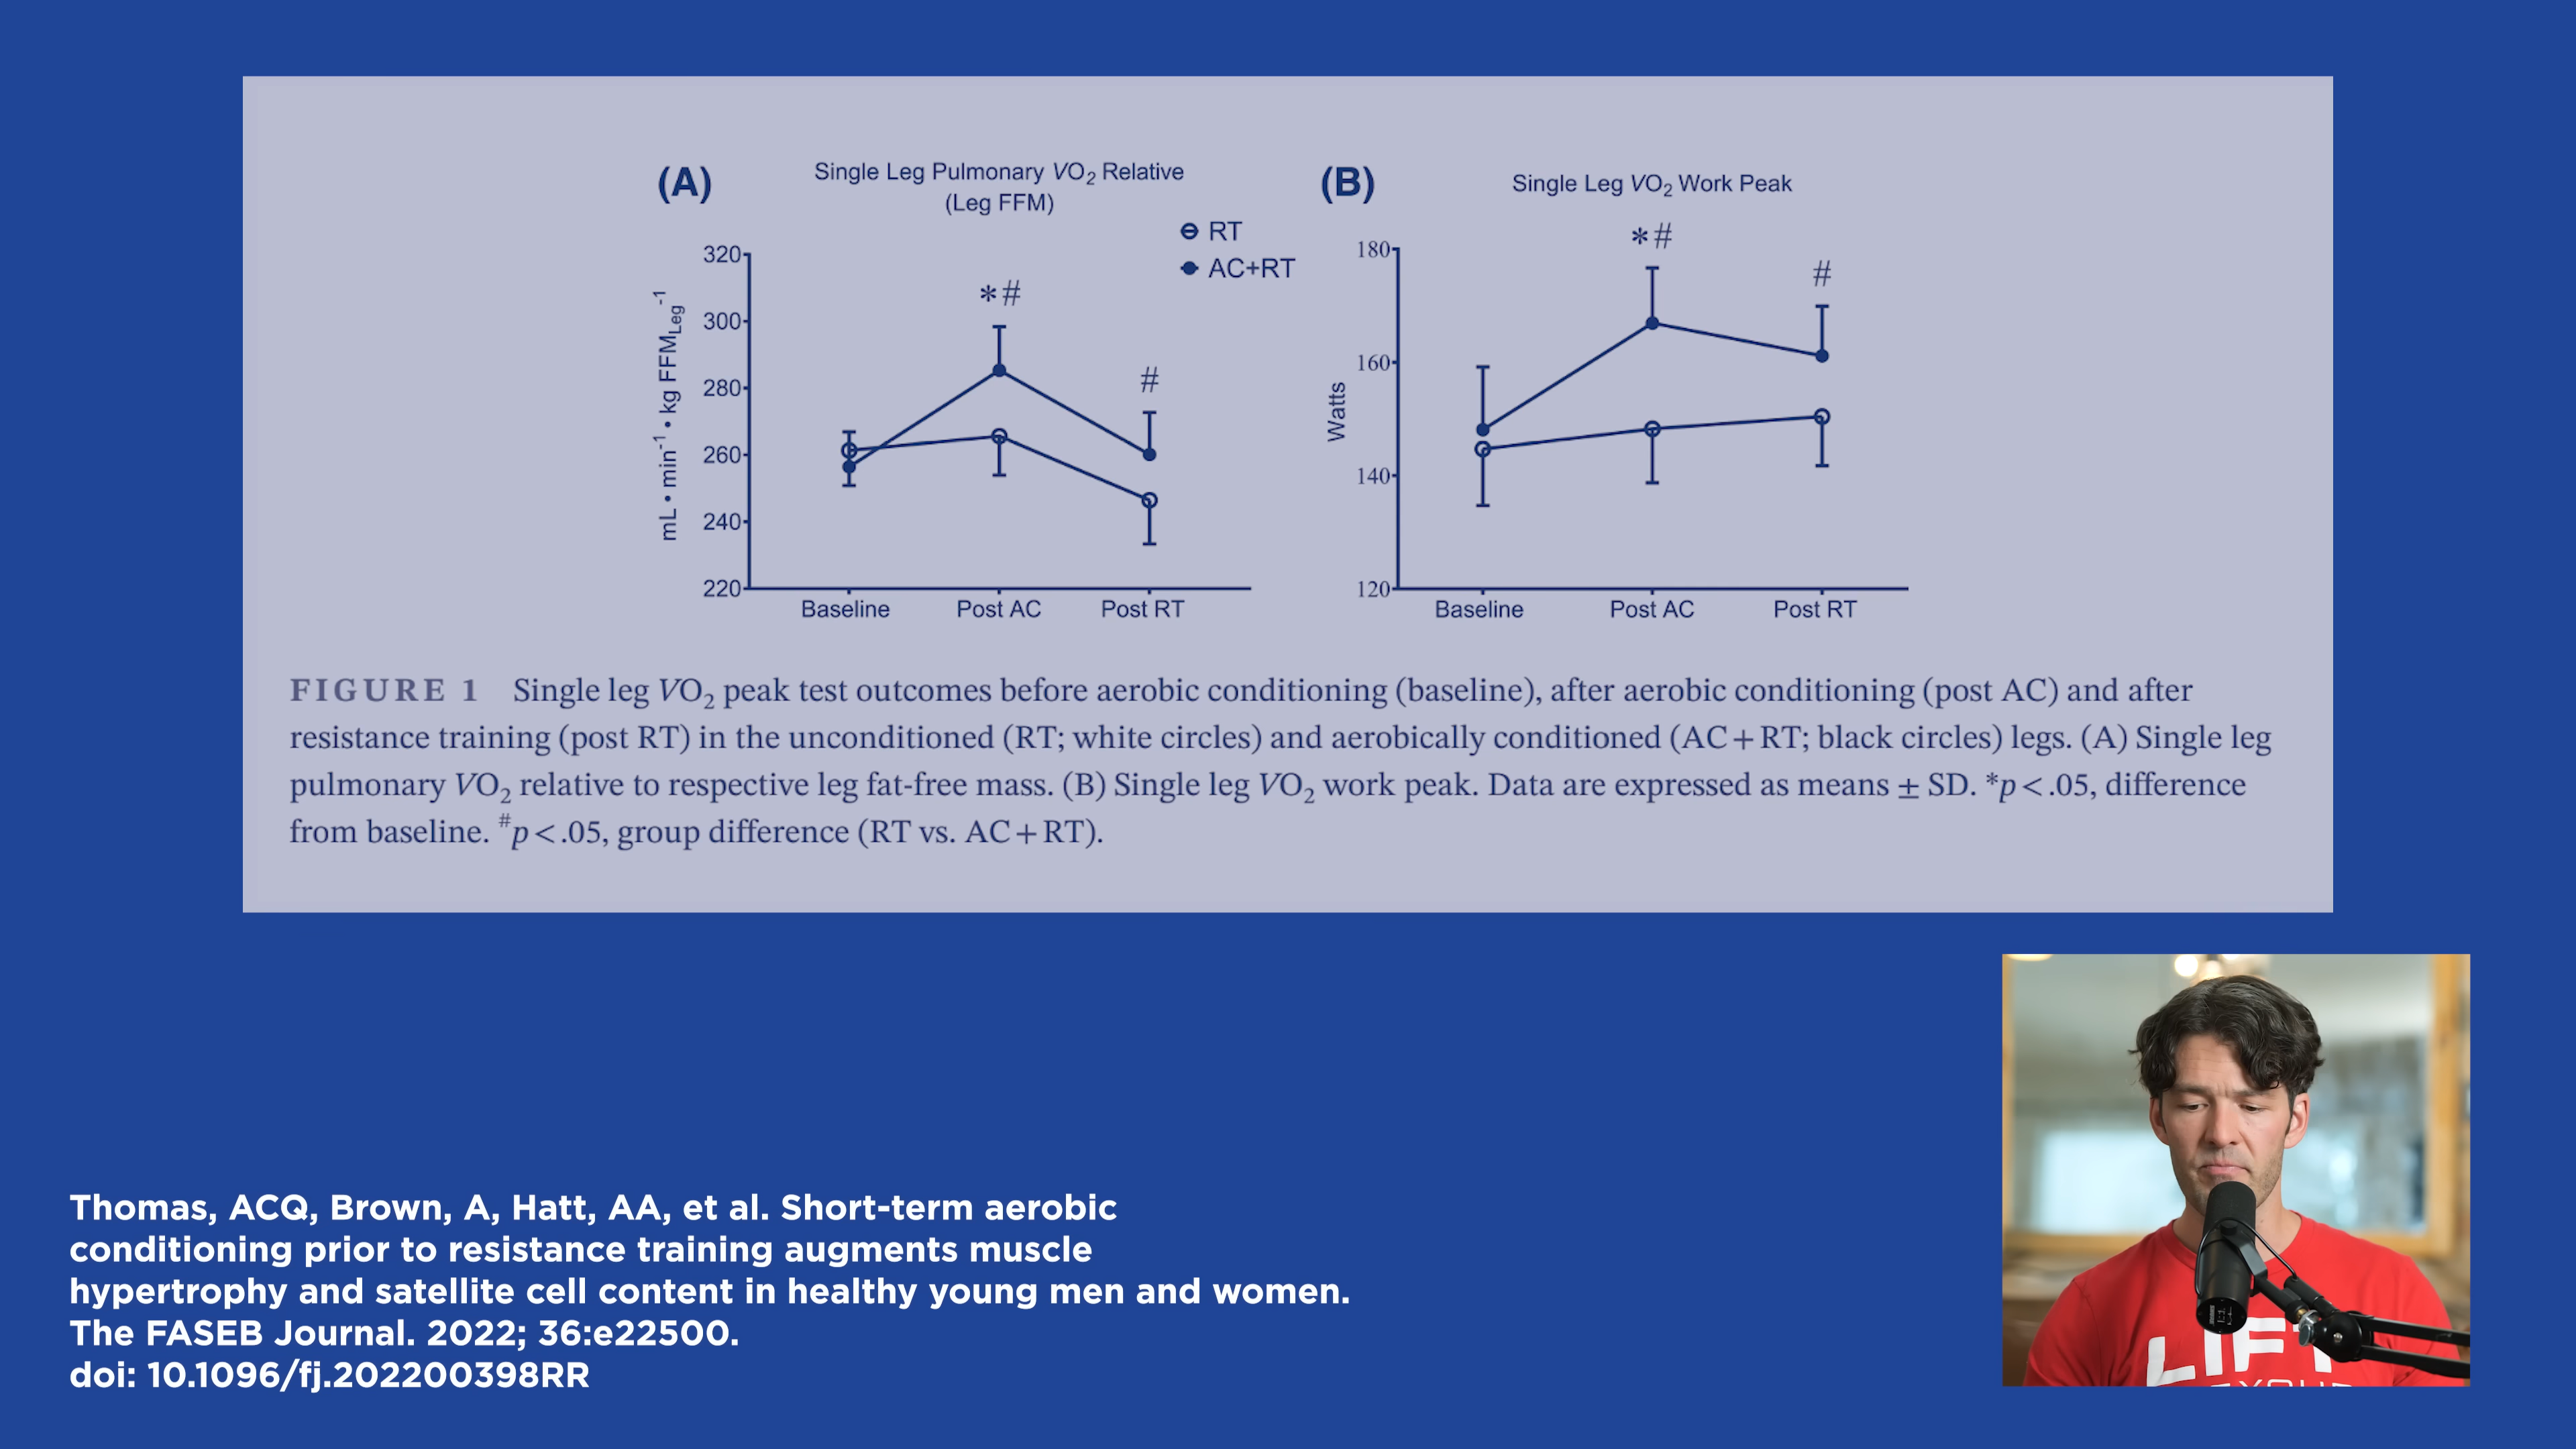 (A)
Single Leg Pulmonary VO2 Relative
(Leg FFM)
RT
AC+RT
mL • min-1 • kg FFMLeg-1
320
300
280
260
240
220
*#
#
Baseline Post AC Post RT
(B)
Single Leg VO2 Work Peak
Watts
180
160
140
120
*#
#
Baseline Post AC Post RT
FIGURE 1 Single leg VO2 peak test outcomes before aerobic conditioning (baseline), after aerobic conditioning (post AC) and after
resistance training (post RT) in the unconditioned (RT; white circles) and aerobically conditioned (AC+RT; black circles) legs. (A) Single leg
pulmonary VO2 relative to respective leg fat-free mass. (B) Single leg VO2 work peak. Data are expressed as means ± SD. *p<.05, difference
from baseline. #p<.05, group difference (RT vs. AC+RT).
Thomas, ACQ, Brown, A, Hatt, AA, et al. Short-term aerobic
conditioning prior to resistance training augments muscle
hypertrophy and satellite cell content in healthy young men and women.
The FASEB Journal. 2022; 36:e22500.
doi: 10.1096/fj.202200398RR
LIFT